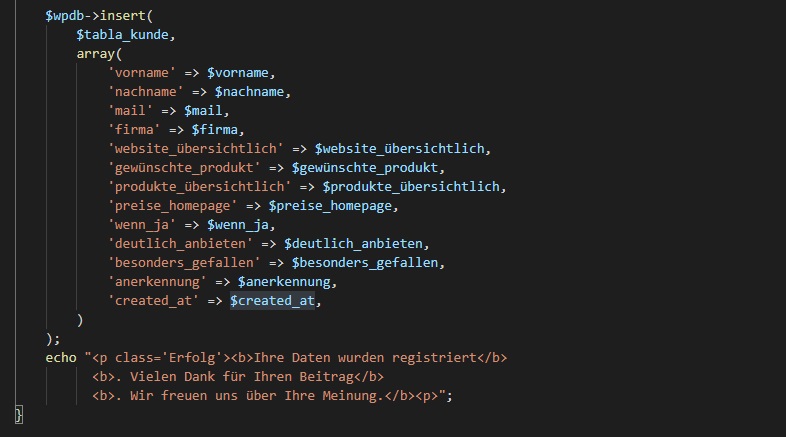 $wpdb->insert(
$tabla_kunde,
array(
'vorname' => $vorname,
'nachname' => $nachname,
'mail' => $mail,
'firma' => $firma,
'website_übersichtlich' => $website_übersichtlich,
'gewünschte_produkt' => $gewünschte_produkt,
'produkte_übersichtlich' => $produkte_übersichtlich,
'preise_homepage' => $preise_homepage,
'wenn_ja' => $wenn_ja,
'deutlich_anbieten' => $deutlich_anbieten,
'besonders_gefallen' => $besonders_gefallen,
'anerkennung' => $anerkennung,
'created_at' => $created_at,
)
);
echo "<p class='Erfolg'><b>Ihre Daten wurden registriert</b>
<b>. Vielen Dank für Ihren Beitrag</b>
<b>. Wir freuen uns über Ihre Meinung.</b><p>";
}